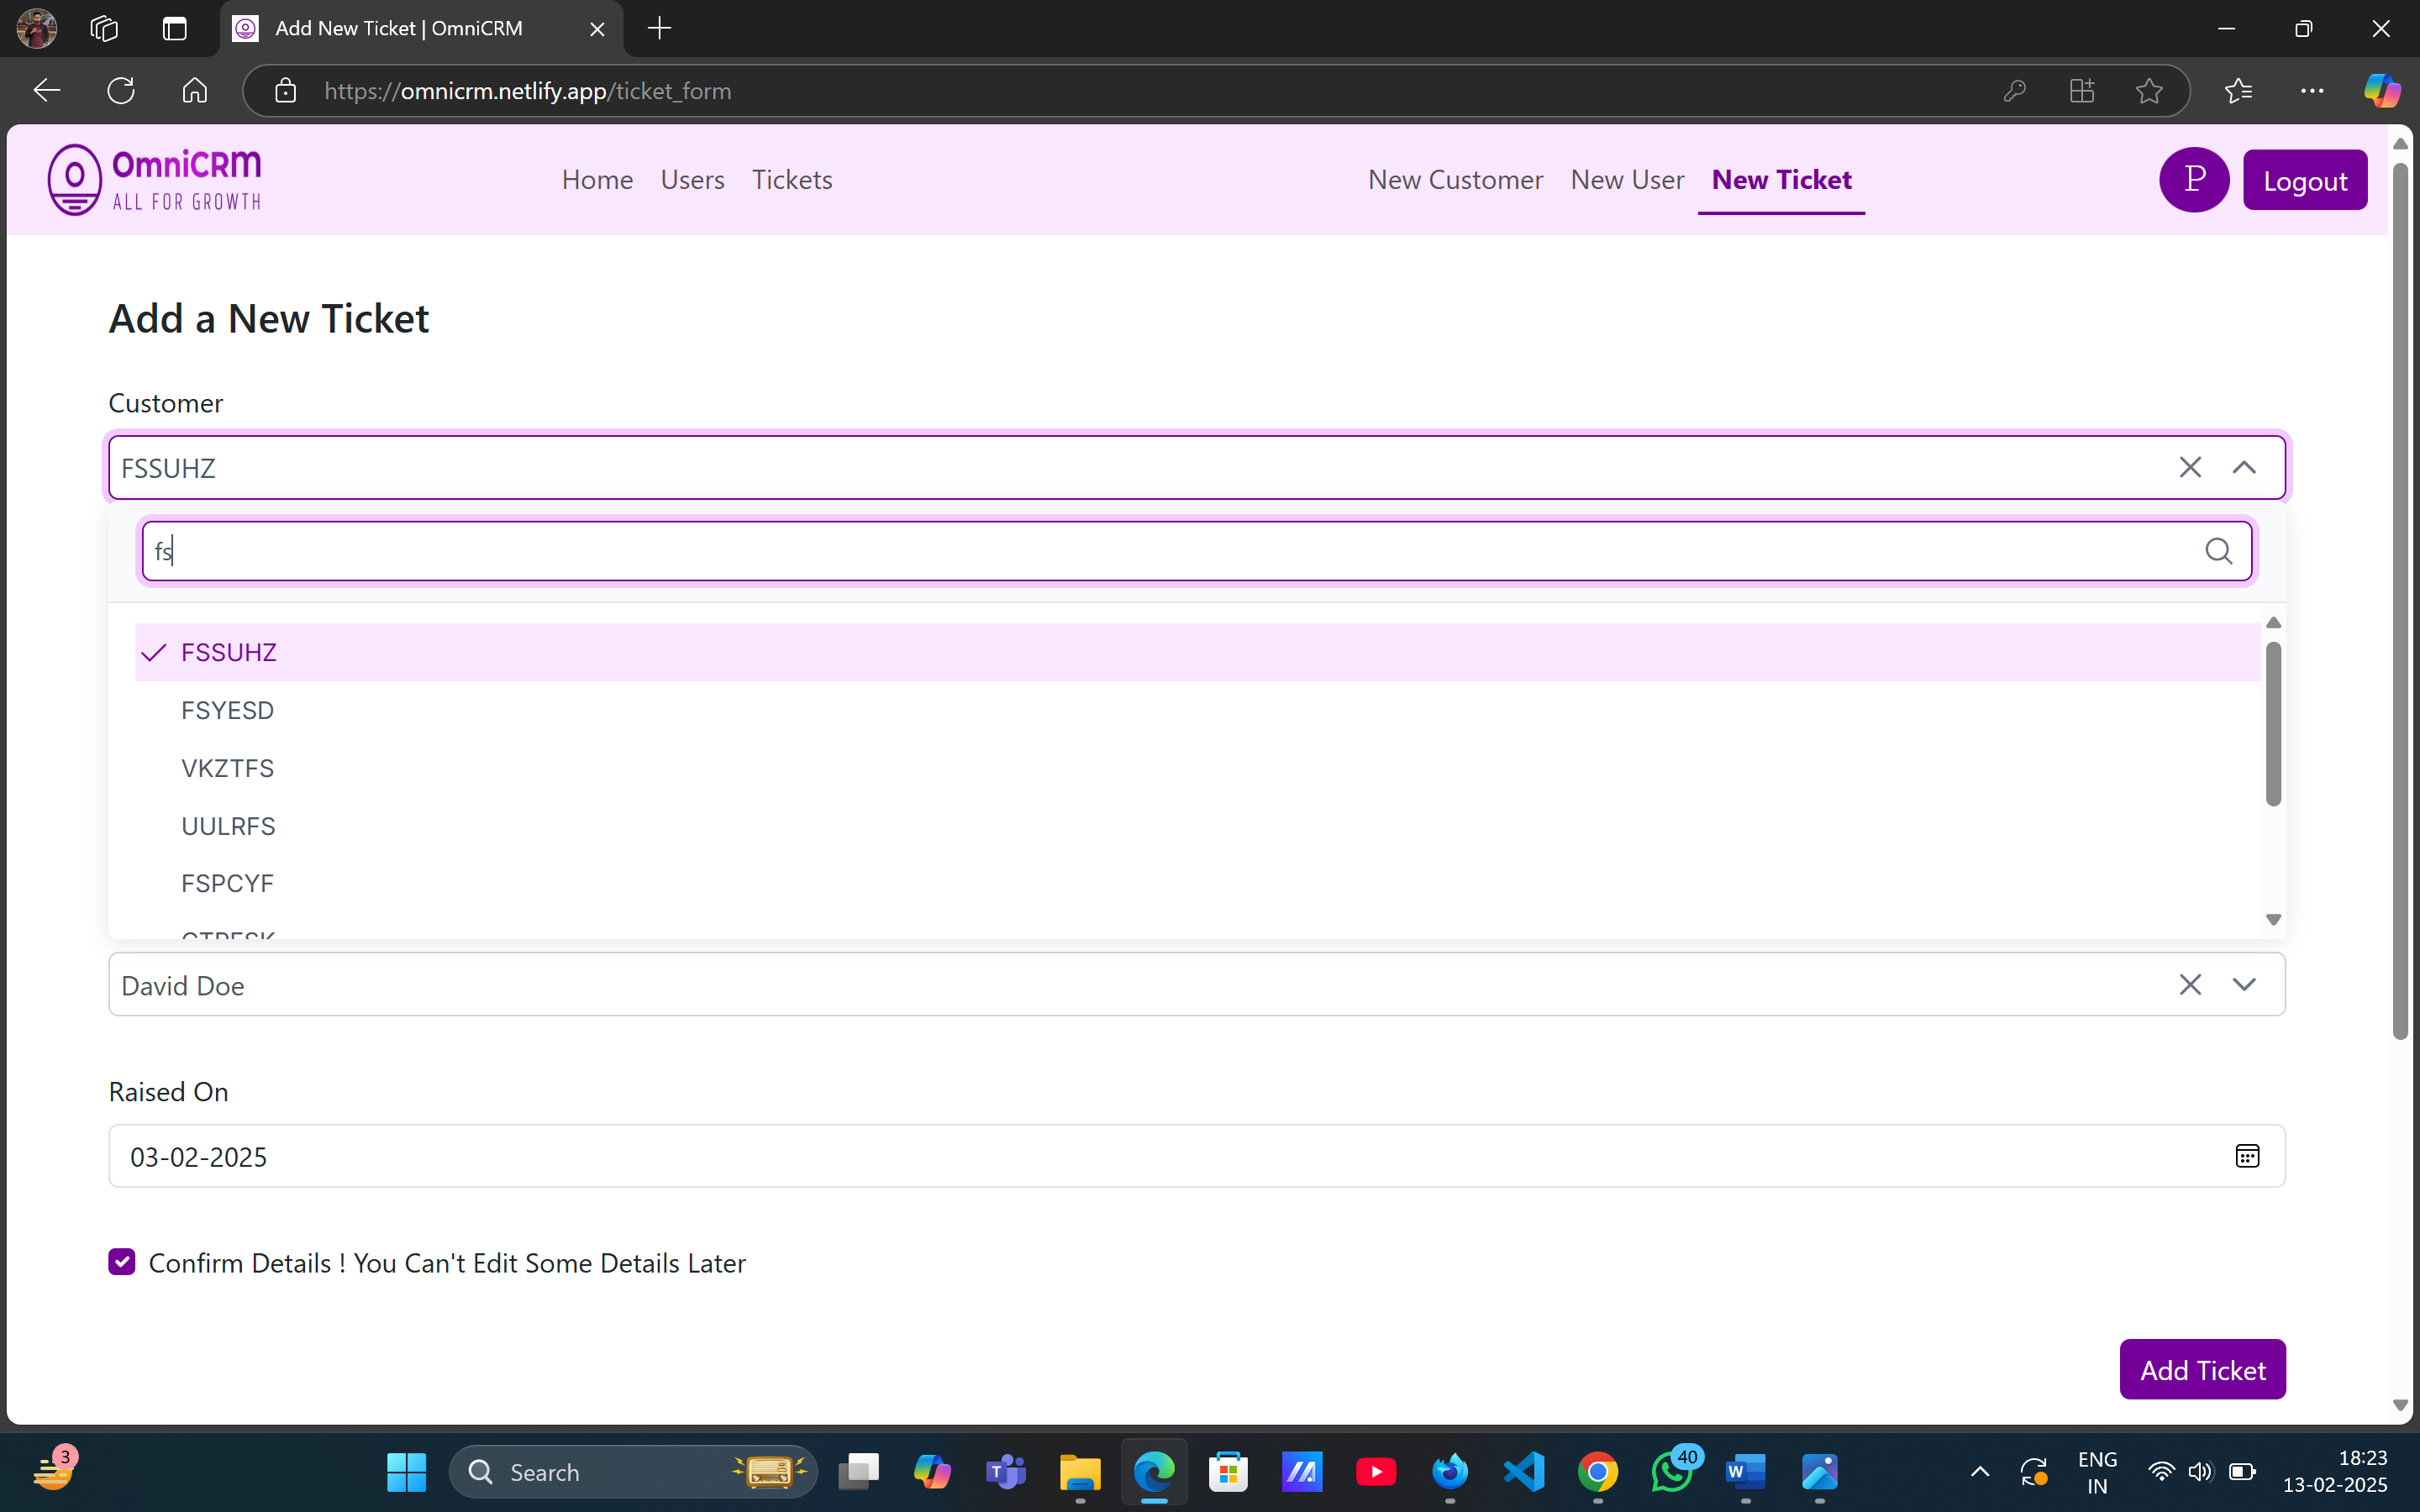 Add New Ticket | OmniCRM
https://omnicrm.netlify.app/ticket_form
OmniCRM
ALL FOR GROWTH
Home Users Tickets
New Customer New User New Ticket
P
Logout
Add a New Ticket
Customer
FSSUHZ
fs
FSSUHZ
FSYESD
VKZTFS
UULRFS
FSPCYF
David Doe
Raised On
03-02-2025
Confirm Details ! You Can't Edit Some Details Later
Add Ticket
3
Search
40
ENG
IN
18:23
13-02-2025